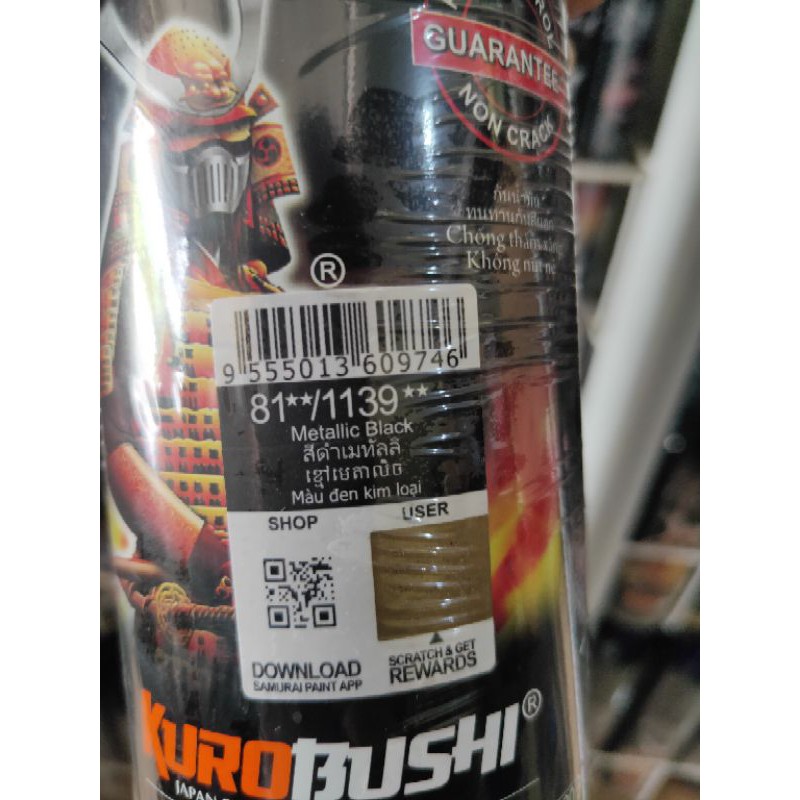 GUARANTEE
NON CRACK
Chống thấm xăng
Không nứt nẻ
®
9 555013 609746
81**/1139**
Metallic Black
สีดำเมทัลลิ
ខ្មៅមេតាលិច
Màu đen kim loại
SHOP
USER
DOWNLOAD
SAMURAI PAINT APP
SCRATCH & GET
REWARDS
KUROBUSHI®
JAPAN